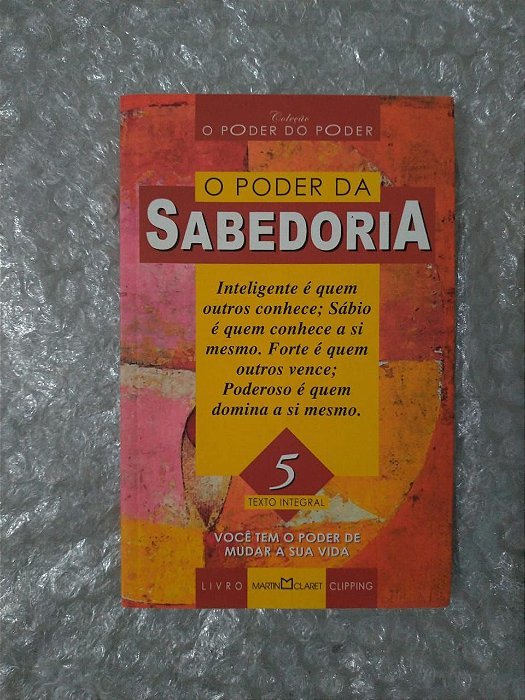 Coleção
O PODER DO PODER
O PODER DA
SABEDORIA
Inteligente é quem
outros conhece; Sábio
é quem conhece a si
mesmo. Forte é quem
outros vence;
Poderoso é quem
domina a si mesmo.
5
TEXTO INTEGRAL
VOCÊ TEM O PODER DE
MUDAR A SUA VIDA
LIVRO MARTIN CLARET CLIPPING